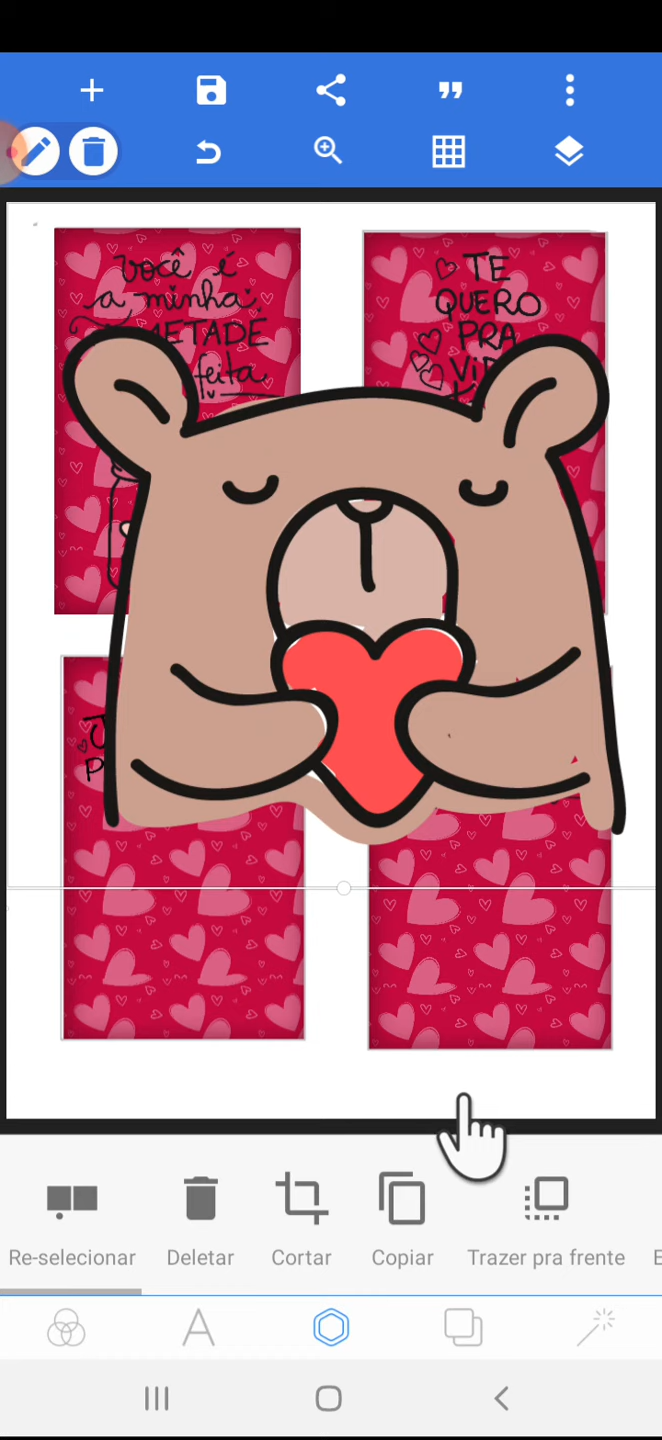 você é
a minha
METADE
feita
TE
QUERO
PRA
Re-selecionar
Deletar
Cortar
Copiar
Trazer pra frente
E